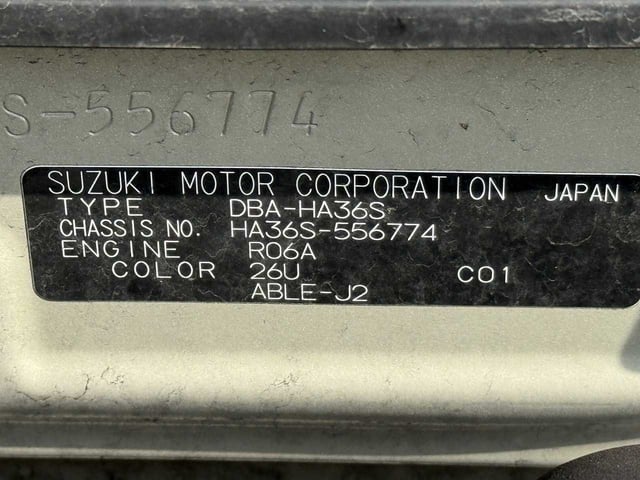 S-556774
SUZUKI MOTOR CORPORATION JAPAN
TYPE DBA-HA36S
CHASSIS NO. HA36S-556774
ENGINE R06A
COLOR 26U C01
ABLE-J2